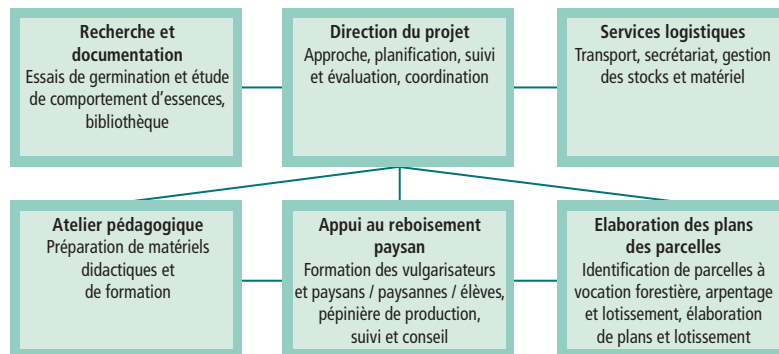 Recherche et
documentation
Essais de germination et étude
de comportement d’essences,
bibliothèque
Direction du projet
Approche, planification, suivi
et évaluation, coordination
Services logistiques
Transport, secrétariat, gestion
des stocks et matériel
Atelier pédagogique
Préparation de matériels
didactiques et
de formation
Appui au reboisement
paysan
Formation des vulgarisateurs
et paysans / paysannes / élèves,
pépinière de production,
suivi et conseil
Elaboration des plans
des parcelles
Identification de parcelles à
vocation forestière, arpentage
et lotissement, élaboration
de plans et lotissement